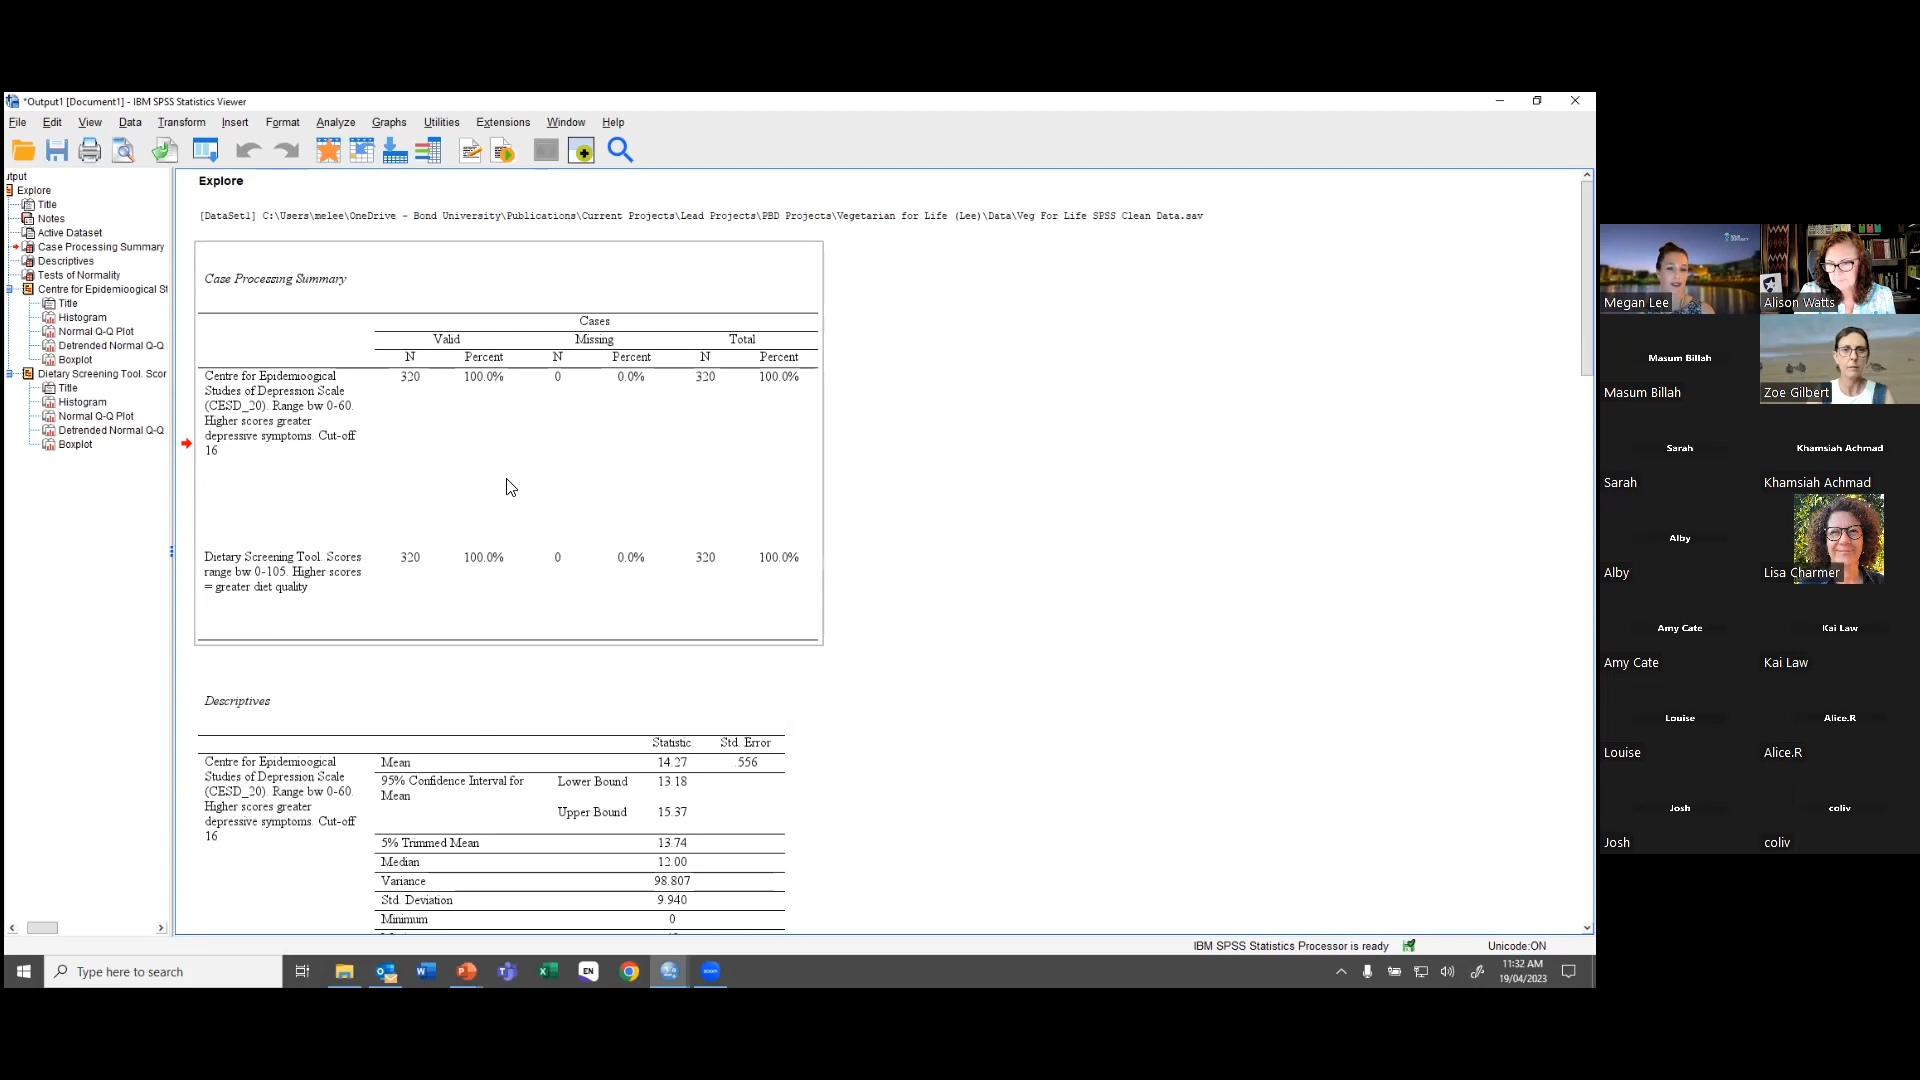 *Output1 [Document1] - IBM SPSS Statistics Viewer
File Edit View Data Transform Insert Format Analyze Graphs Utilities Extensions Window Help
utput
Explore
Title
Notes
Active Dataset
Case Processing Summary
Descriptives
Tests of Normality
Centre for Epidemioogical St
Title
Histogram
Normal Q-Q Plot
Detrended Normal Q-Q
Boxplot
Dietary Screening Tool. Scor
Title
Histogram
Normal Q-Q Plot
Detrended Normal Q-Q
Boxplot
Explore
[DataSet1] C:\Users\melee\OneDrive - Bond University\Publications\Current Projects\Lead Projects\PBD Projects\Vegetarian for Life (Lee)\Data\Veg For Life SPSS Clean Data.sav
Case Processing Summary
Cases
Valid Missing Total
N Percent N Percent N Percent
Centre for Epidemioogical 320 100.0% 0 0.0% 320 100.0%
Studies of Depression Scale
(CESD_20). Range bw 0-60.
Higher scores greater
depressive symptoms. Cut-off
16
Dietary Screening Tool. Scores 320 100.0% 0 0.0% 320 100.0%
range bw 0-105. Higher scores
= greater diet quality
Descriptives
Statistic Std. Error
Centre for Epidemioogical Mean 14.27 .556
Studies of Depression Scale 95% Confidence Interval for Lower Bound 13.18
(CESD_20). Range bw 0-60. Mean
Higher scores greater Upper Bound 15.37
depressive symptoms. Cut-off
16
5% Trimmed Mean 13.74
Median 12.00
Variance 98.807
Std. Deviation 9.940
Minimum 0
IBM SPSS Statistics Processor is ready Unicode:ON
Type here to search
EN
zoom
11:32 AM
19/04/2023
Megan Lee
Alison Watts
Masum Billah
Masum Billah
Zoe Gilbert
Sarah
Khamsiah Achmad
Sarah
Khamsiah Achmad
Alby
Alby
Lisa Charmer
Amy Cate
Kai Law
Amy Cate
Kai Law
Louise
Alice.R
Louise
Alice.R
Josh
coliv
Josh
coliv